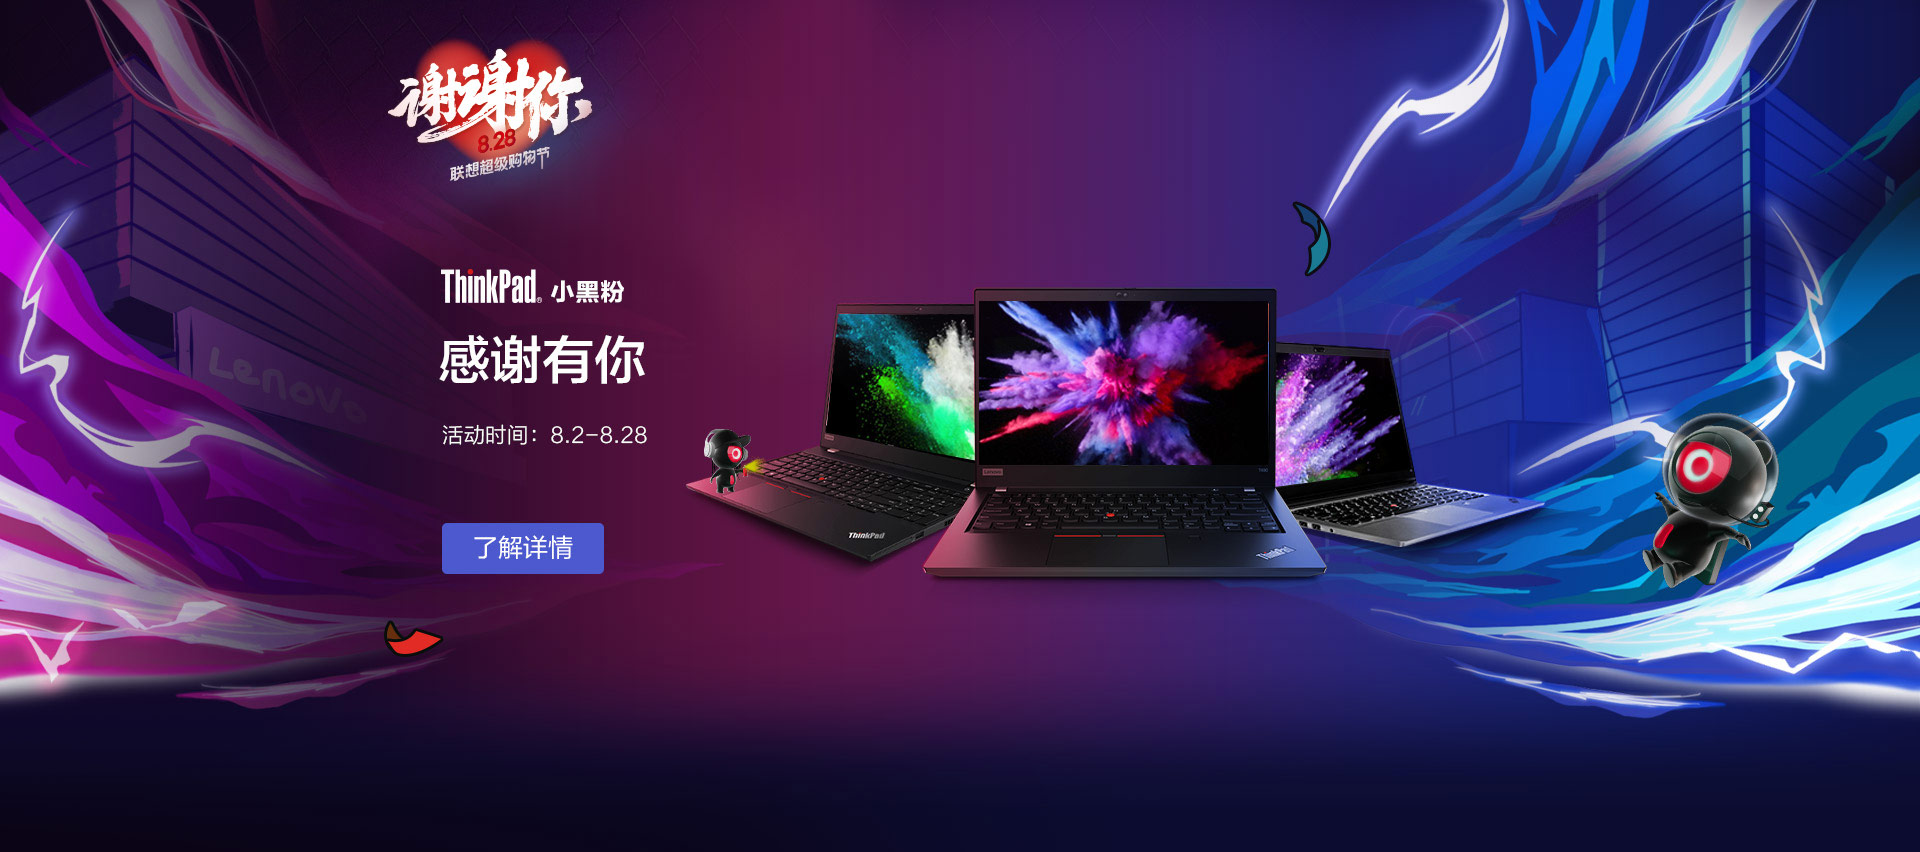 谢谢你
8.28
联想超级购物节
ThinkPad® 小黑粉
感谢有你
活动时间：8.2-8.28
了解详情
Lenovo
ThinkPad
Lenovo
ThinkPad